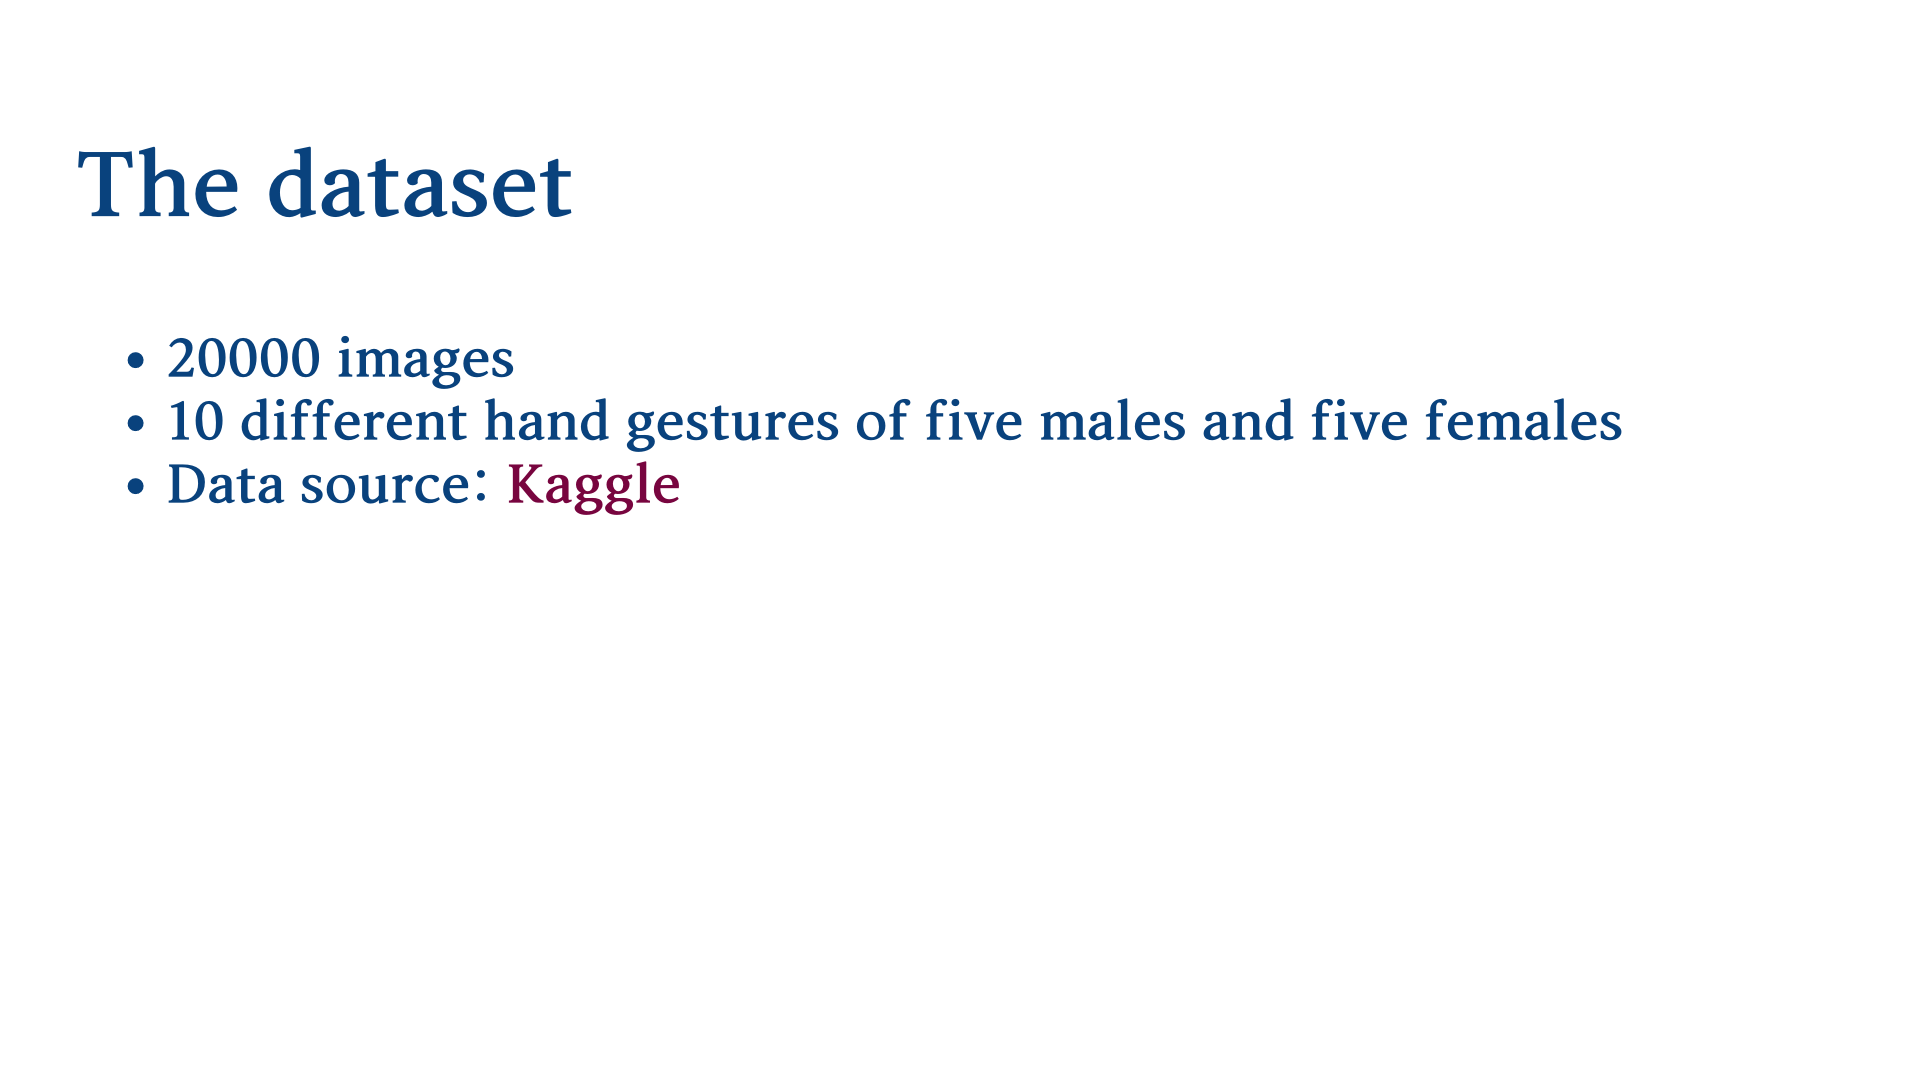 The dataset
• 20000 images
• 10 different hand gestures of five males and five females
• Data source: Kaggle